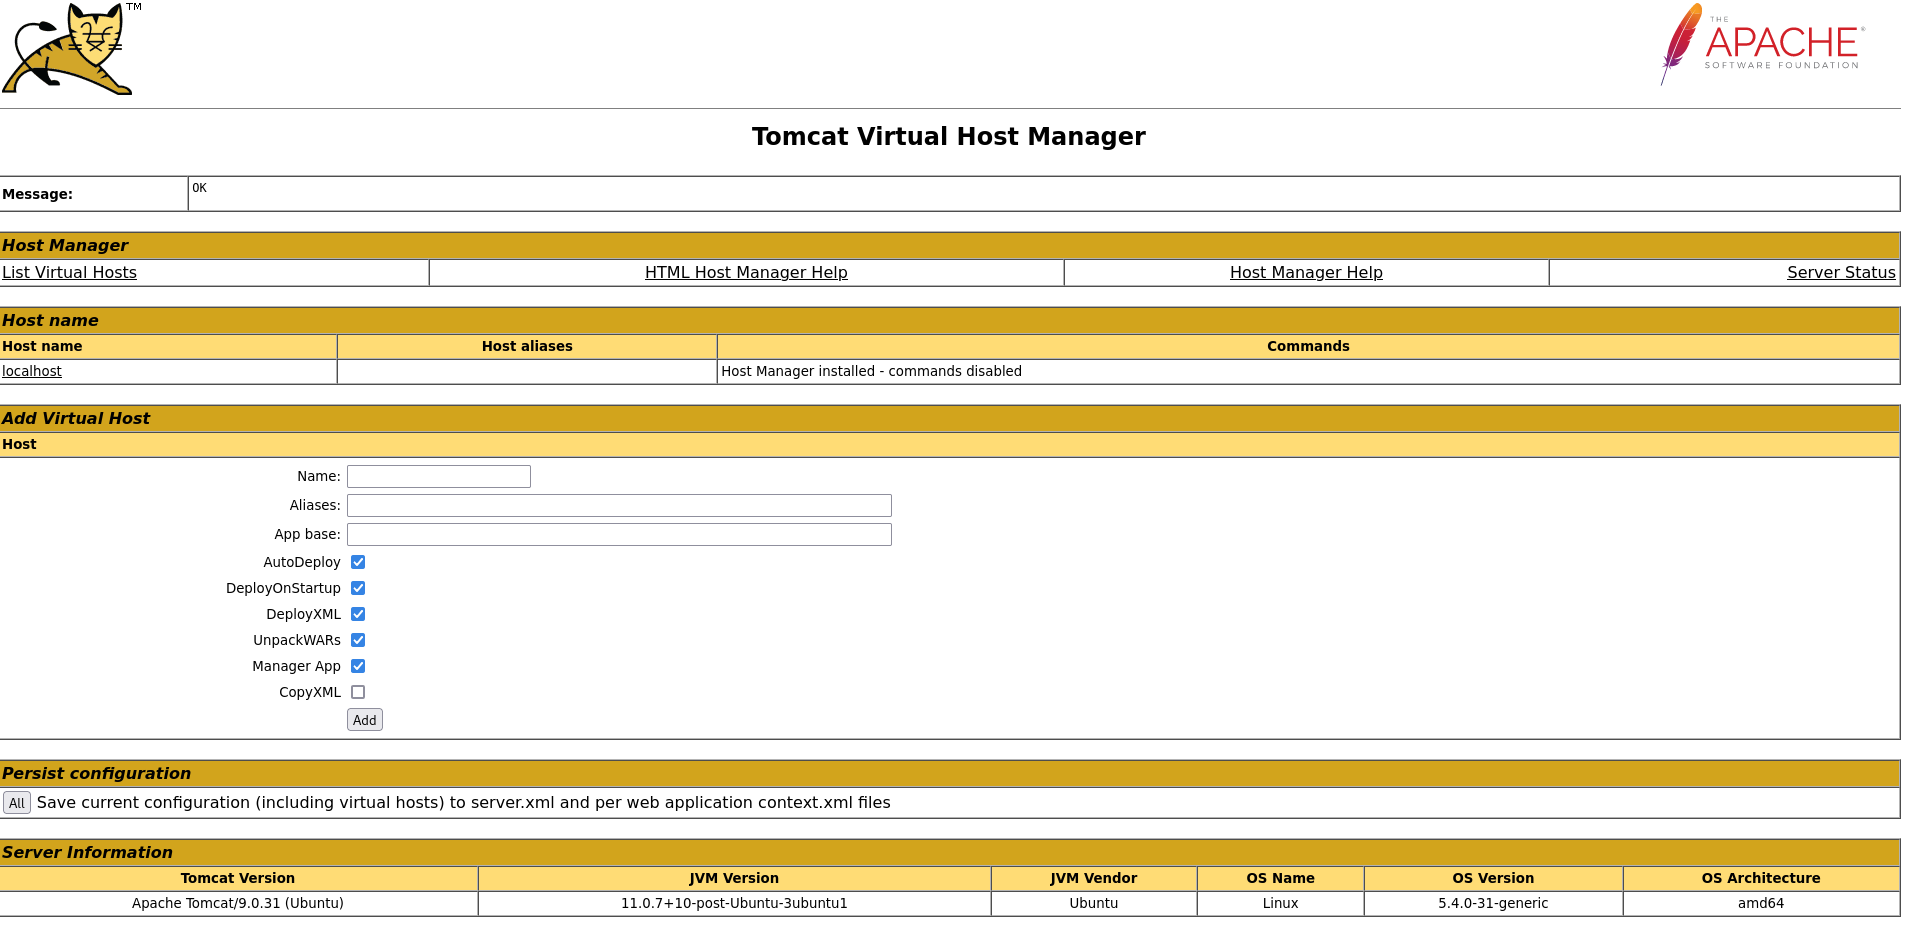 TM
THE
APACHE®
SOFTWARE FOUNDATION
Tomcat Virtual Host Manager
Message: OK
Host Manager
List Virtual Hosts HTML Host Manager Help Host Manager Help Server Status
Host name
Host name Host aliases Commands
localhost Host Manager installed - commands disabled
Add Virtual Host
Host
Name:
Aliases:
App base:
AutoDeploy
DeployOnStartup
DeployXML
UnpackWARs
Manager App
CopyXML
Add
Persist configuration
All Save current configuration (including virtual hosts) to server.xml and per web application context.xml files
Server Information
Tomcat Version JVM Version JVM Vendor OS Name OS Version OS Architecture
Apache Tomcat/9.0.31 (Ubuntu) 11.0.7+10-post-Ubuntu-3ubuntu1 Ubuntu Linux 5.4.0-31-generic amd64